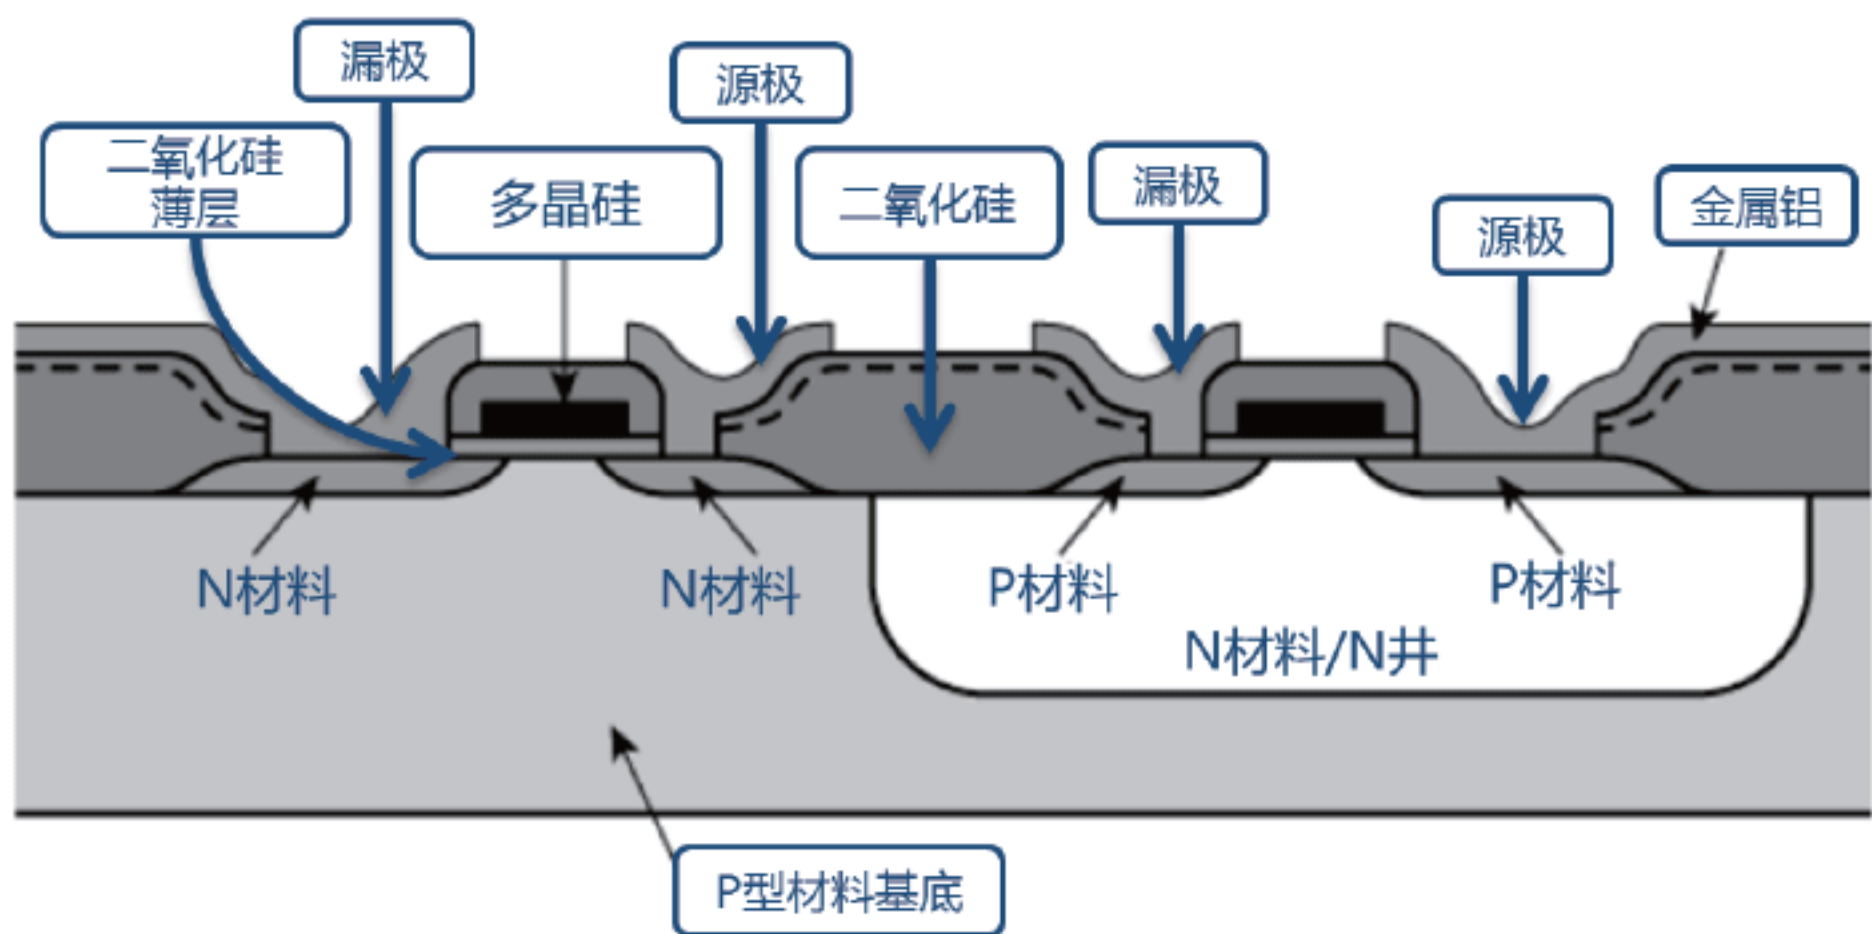 漏极
源极
二氧化硅
薄层
多晶硅
二氧化硅
漏极
源极
金属铝
N材料
N材料
P材料
P材料
N材料/N井
P型材料基底